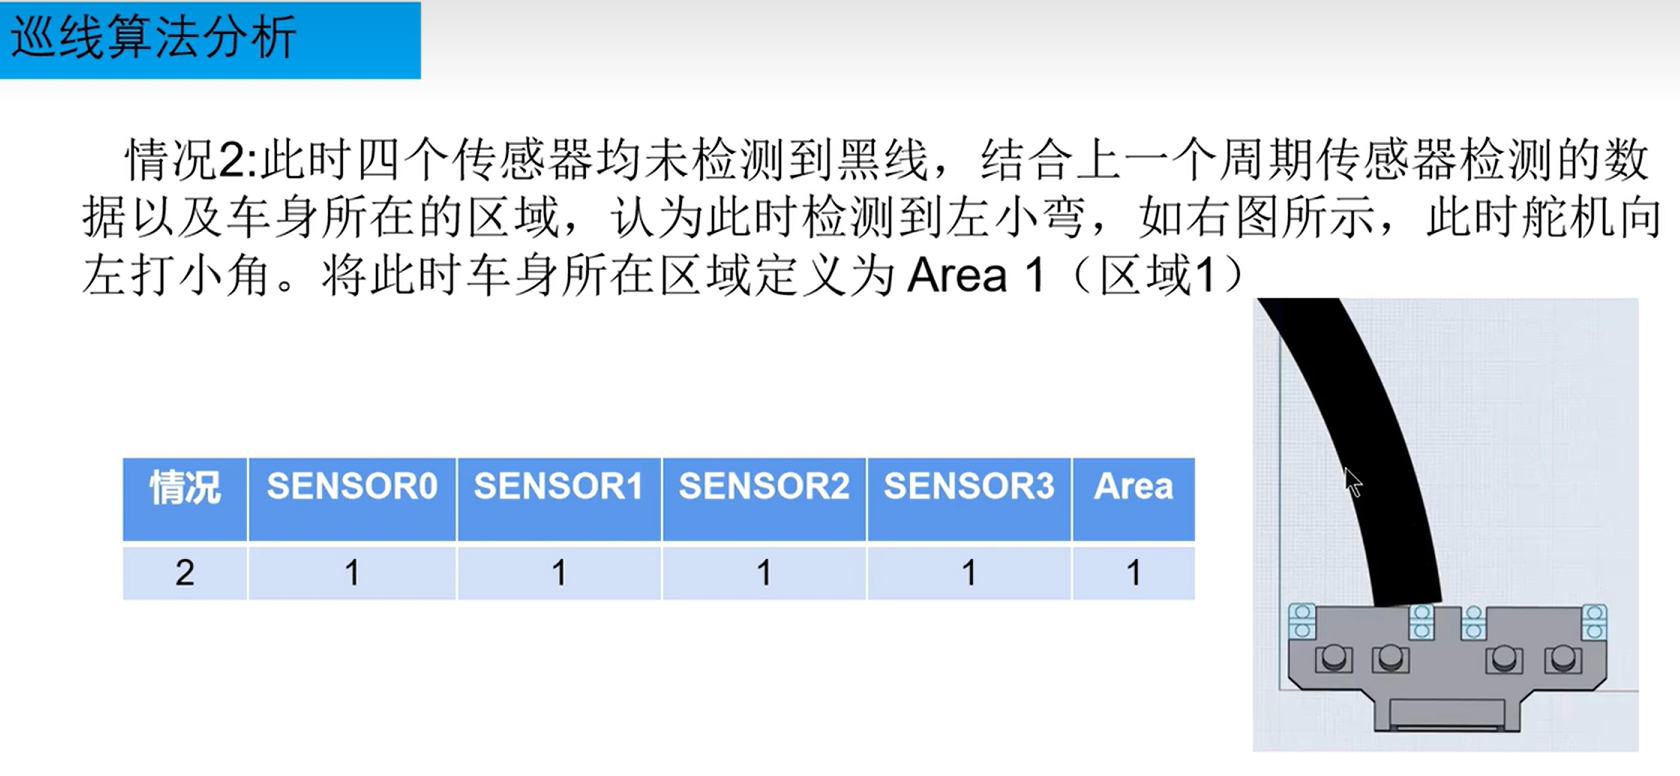 巡线算法分析
情况2:此时四个传感器均未检测到黑线，结合上一个周期传感器检测的数
据以及车身所在的区域，认为此时检测到左小弯，如右图所示，此时舵机向
左打小角。将此时车身所在区域定义为 Area 1（区域1）
情况 SENSOR0 SENSOR1 SENSOR2 SENSOR3 Area
2 1 1 1 1 1